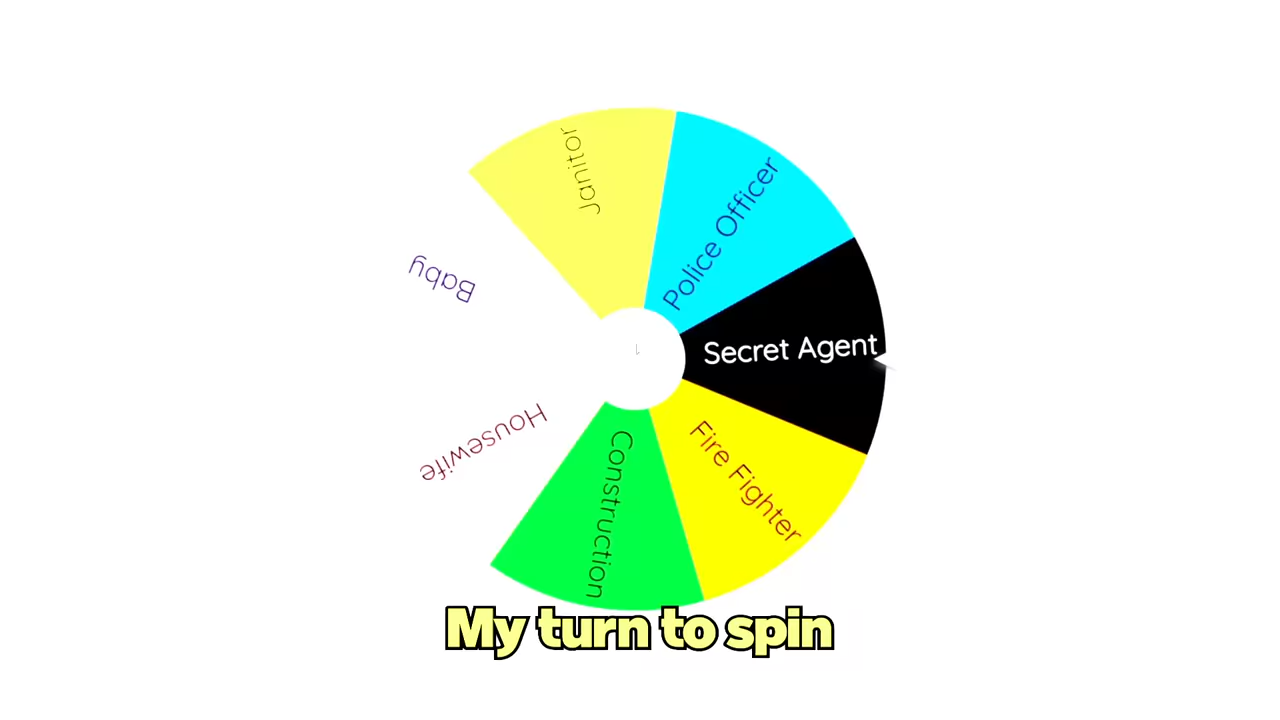 Janitor
Police Officer
Baby
Secret Agent
Housewife
Fire Fighter
Construction
My turn to spin